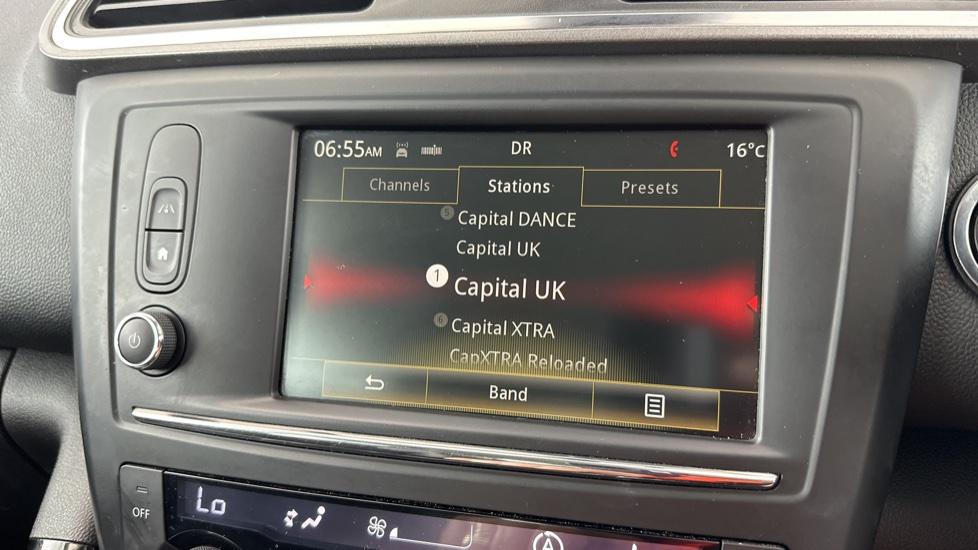 06:55AM DR 16°C
Channels Stations Presets
5 Capital DANCE
Capital UK
1 Capital UK
6 Capital XTRA
CapXTRA Reloaded
Band
OFF Lo A